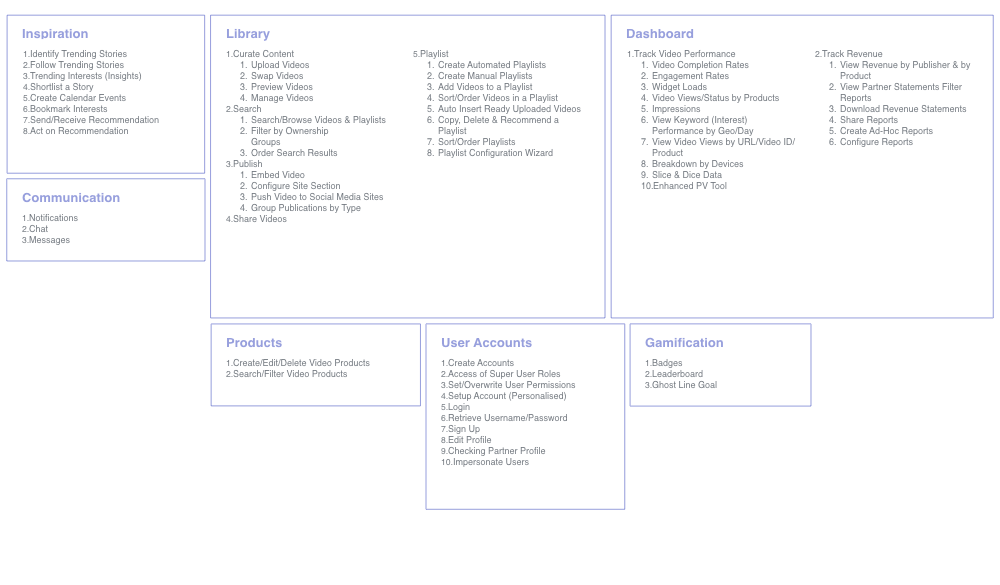 Inspiration
1.Identify Trending Stories
2.Follow Trending Stories
3.Trending Interests (Insights)
4.Shortlist a Story
5.Create Calendar Events
6.Bookmark Interests
7.Send/Receive Recommendation
8.Act on Recommendation
Communication
1.Notifications
2.Chat
3.Messages
Library
1.Curate Content
1. Upload Videos
2. Swap Videos
3. Preview Videos
4. Manage Videos
2.Search
1. Search/Browse Videos & Playlists
2. Filter by Ownership
Groups
3. Order Search Results
3.Publish
1. Embed Video
2. Configure Site Section
3. Push Video to Social Media Sites
4. Group Publications by Type
4.Share Videos
5.Playlist
1. Create Automated Playlists
2. Create Manual Playlists
3. Add Videos to a Playlist
4. Sort/Order Videos in a Playlist
5. Auto Insert Ready Uploaded Videos
6. Copy, Delete & Recommend a
Playlist
7. Sort/Order Playlists
8. Playlist Configuration Wizard
Dashboard
1.Track Video Performance
1. Video Completion Rates
2. Engagement Rates
3. Widget Loads
4. Video Views/Status by Products
5. Impressions
6. View Keyword (Interest)
Performance by Geo/Day
7. View Video Views by URL/Video ID/
Product
8. Breakdown by Devices
9. Slice & Dice Data
10.Enhanced PV Tool
2.Track Revenue
1. View Revenue by Publisher & by
Product
2. View Partner Statements Filter
Reports
3. Download Revenue Statements
4. Share Reports
5. Create Ad-Hoc Reports
6. Configure Reports
Products
1.Create/Edit/Delete Video Products
2.Search/Filter Video Products
User Accounts
1.Create Accounts
2.Access of Super User Roles
3.Set/Overwrite User Permissions
4.Setup Account (Personalised)
5.Login
6.Retrieve Username/Password
7.Sign Up
8.Edit Profile
9.Checking Partner Profile
10.Impersonate Users
Gamification
1.Badges
2.Leaderboard
3.Ghost Line Goal